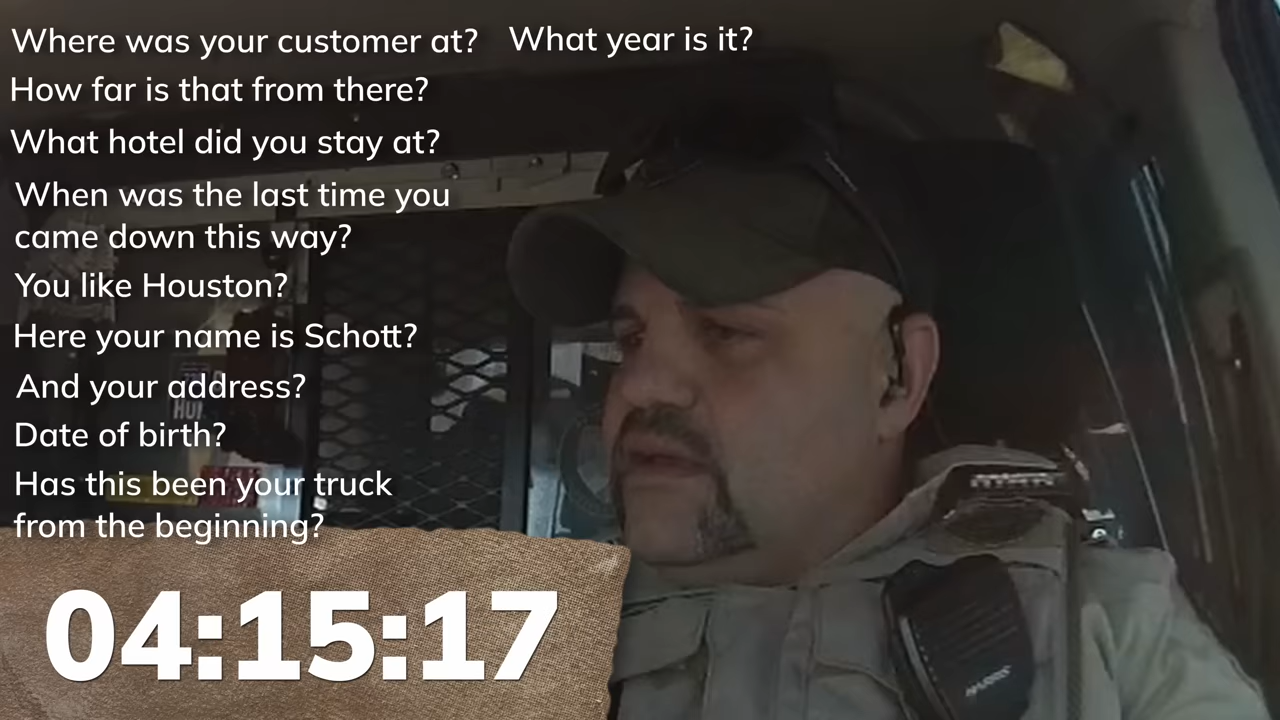 Where was your customer at?
How far is that from there?
What hotel did you stay at?
When was the last time you
came down this way?
You like Houston?
Here your name is Schott?
And your address?
Date of birth?
Has this been your truck
from the beginning?
What year is it?
04:15:17
HARRIS